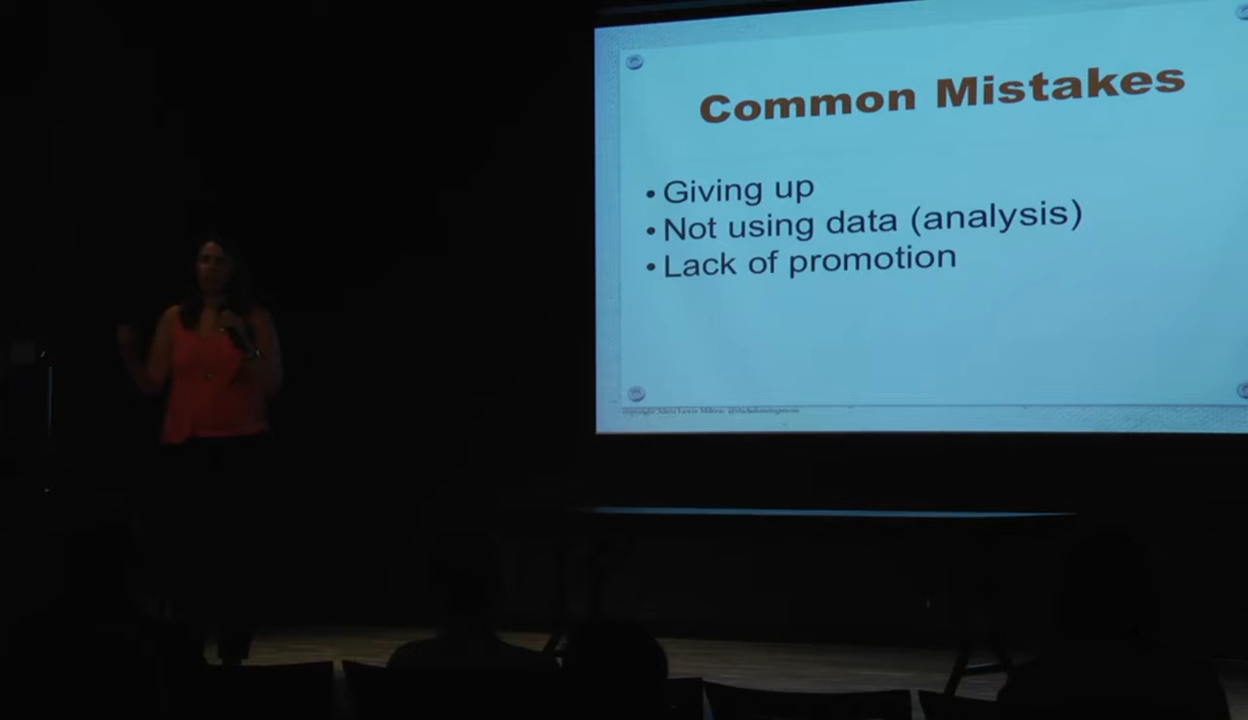 Common Mistakes
• Giving up
• Not using data (analysis)
• Lack of promotion